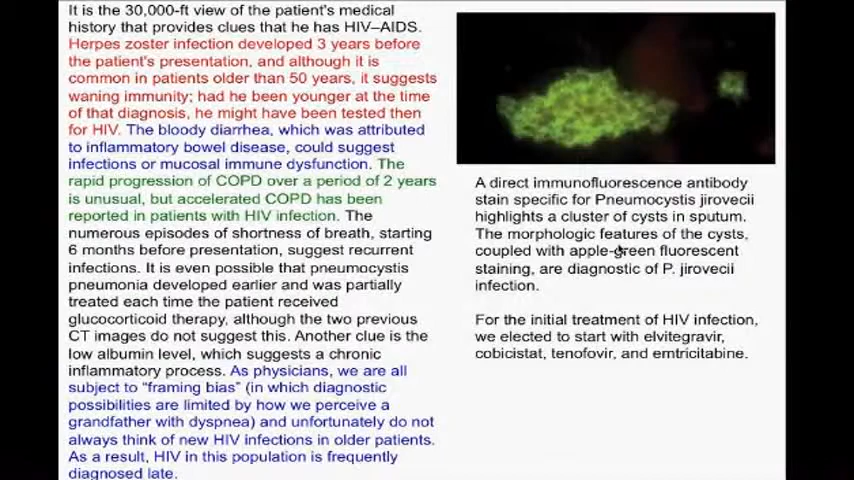 It is the 30,000-ft view of the patient's medical
history that provides clues that he has HIV–AIDS.
Herpes zoster infection developed 3 years before
the patient's presentation, and although it is
common in patients older than 50 years, it suggests
waning immunity; had he been younger at the time
of that diagnosis, he might have been tested then
for HIV. The bloody diarrhea, which was attributed
to inflammatory bowel disease, could suggest
infections or mucosal immune dysfunction. The
rapid progression of COPD over a period of 2 years
is unusual, but accelerated COPD has been
reported in patients with HIV infection. The
numerous episodes of shortness of breath, starting
6 months before presentation, suggest recurrent
infections. It is even possible that pneumocystis
pneumonia developed earlier and was partially
treated each time the patient received
glucocorticoid therapy, although the two previous
CT images do not suggest this. Another clue is the
low albumin level, which suggests a chronic
inflammatory process. As physicians, we are all
subject to “framing bias” (in which diagnostic
possibilities are limited by how we perceive a
grandfather with dyspnea) and unfortunately do not
always think of new HIV infections in older patients.
As a result, HIV in this population is frequently
diagnosed late.
A direct immunofluorescence antibody
stain specific for Pneumocystis jirovecii
highlights a cluster of cysts in sputum.
The morphologic features of the cysts,
coupled with apple-green fluorescent
staining, are diagnostic of P. jirovecii
infection.
For the initial treatment of HIV infection,
we elected to start with elvitegravir,
cobicistat, tenofovir, and emtricitabine.